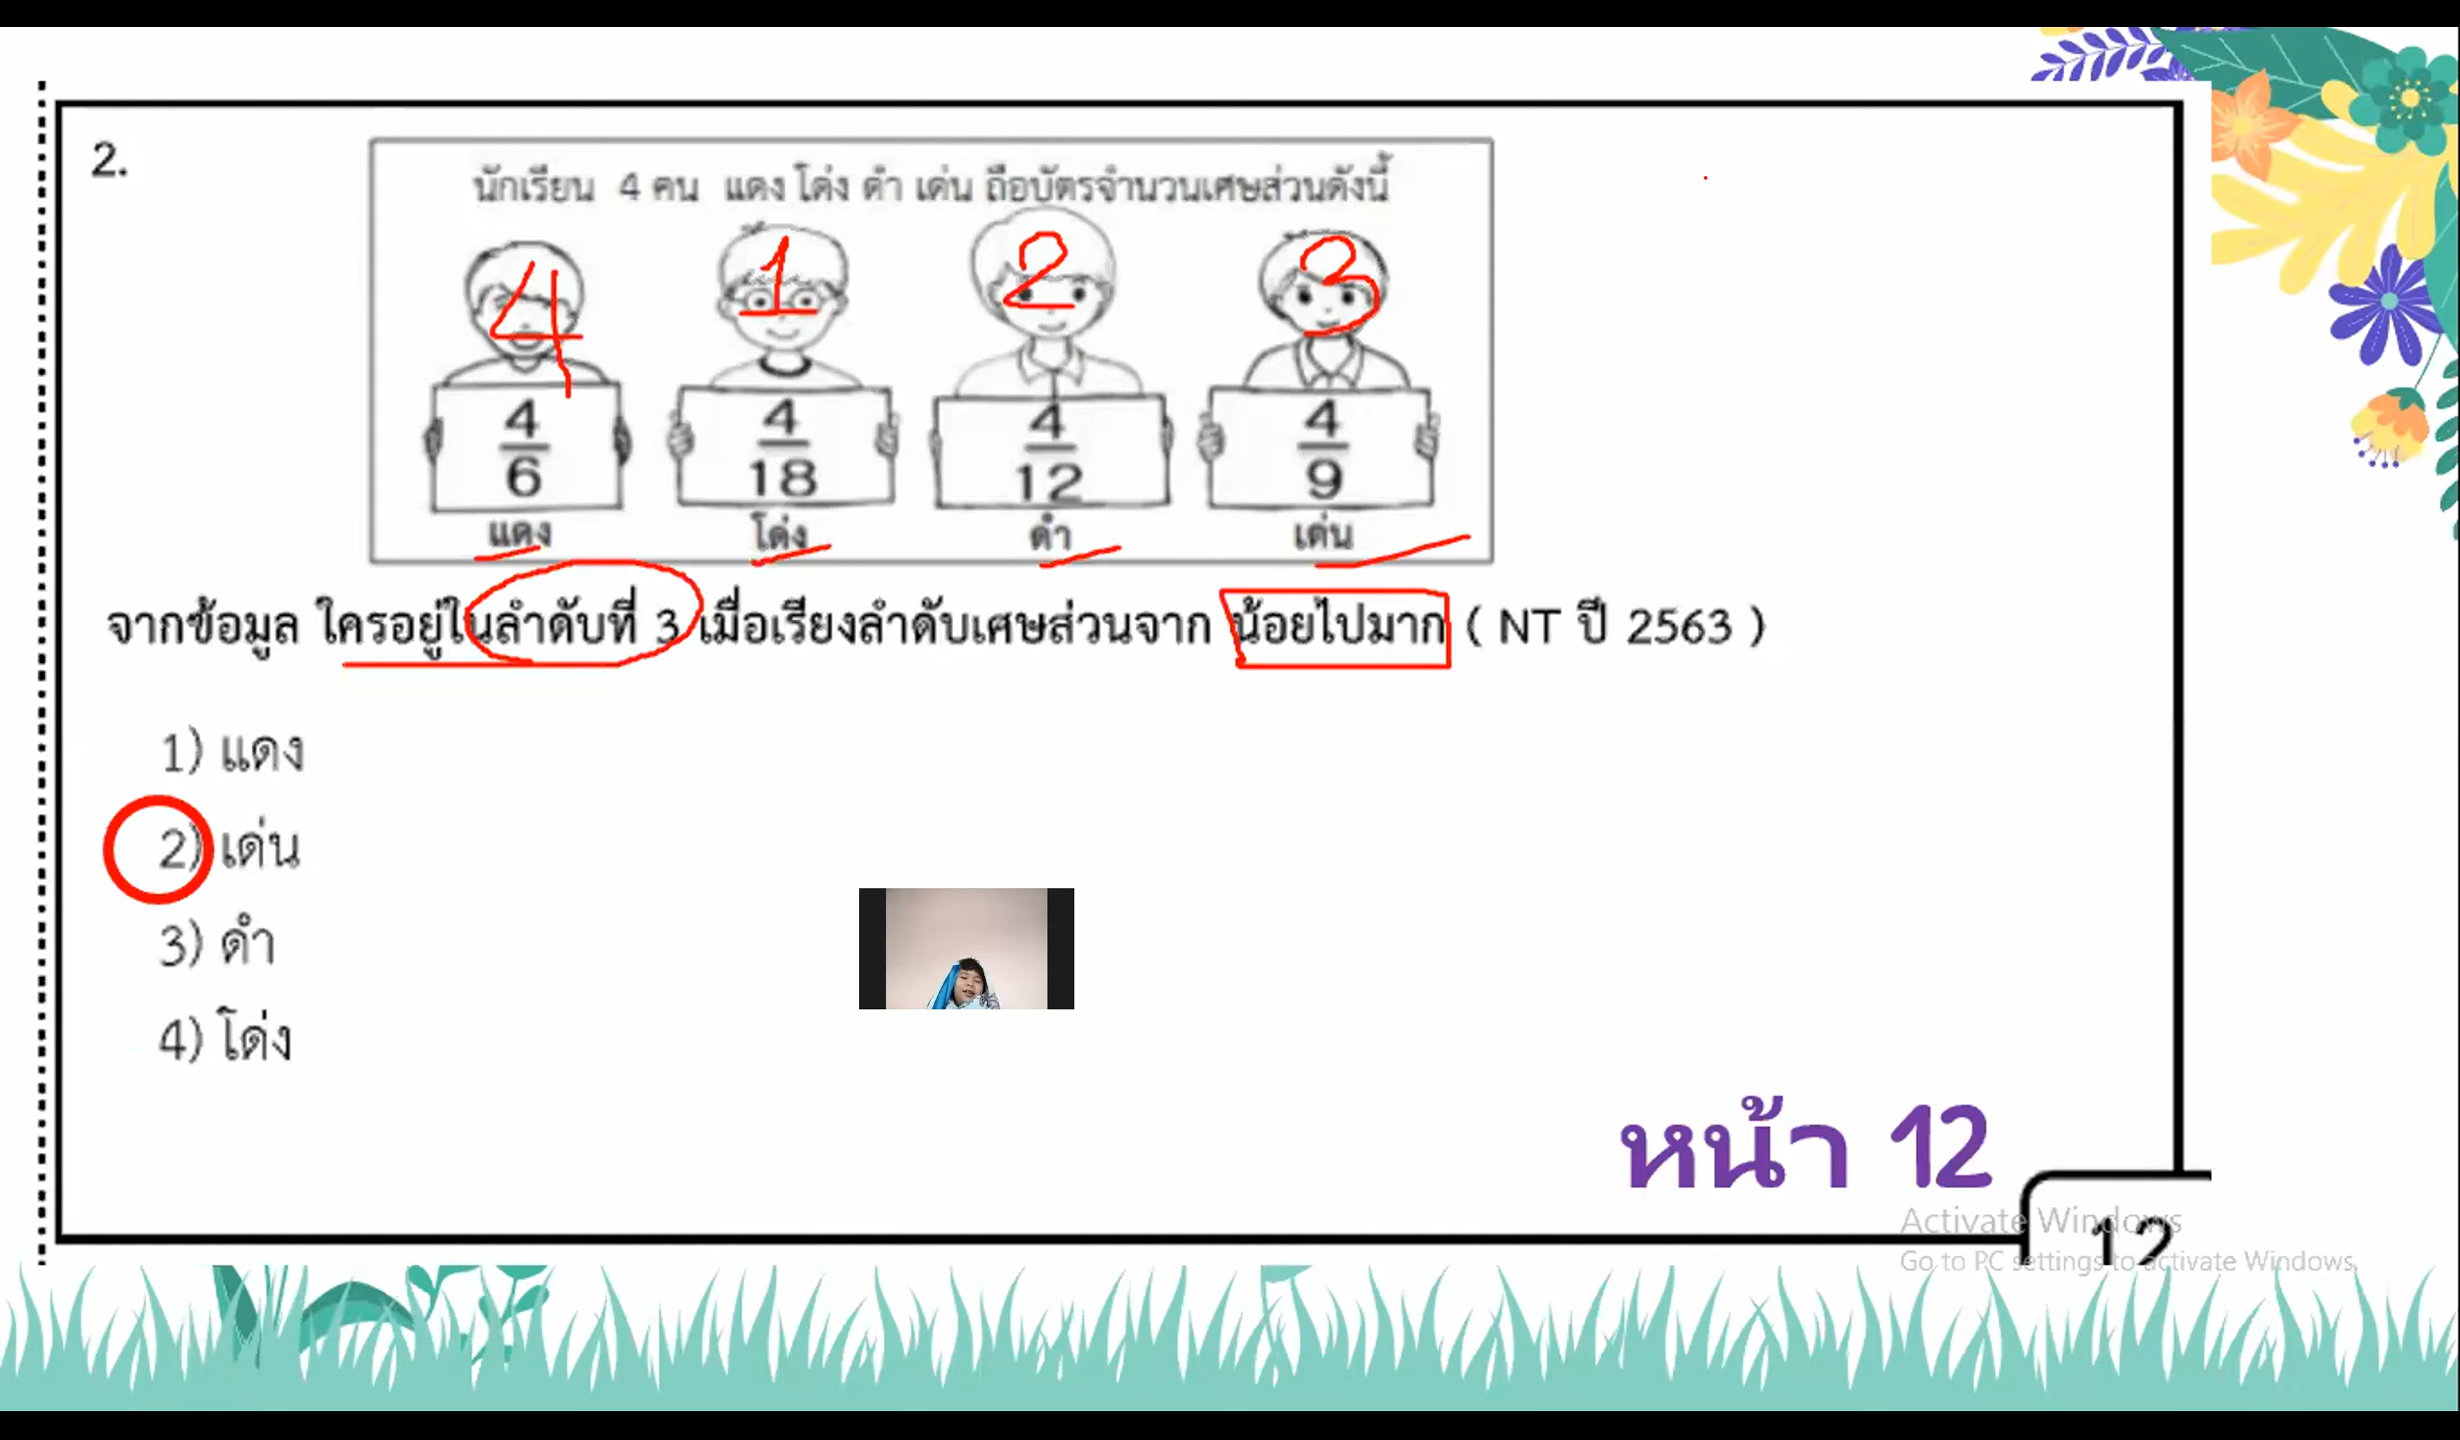 2.
นักเรียน 4 คน แดง โด่ง ดำ เด่น ถือบัตรจำนวนเศษส่วนดังนี้
4 1 2 3
4/6 4/18 4/12 4/9
แดง โด่ง ดำ เด่น
จากข้อมูล ใครอยู่ในลำดับที่ 3 เมื่อเรียงลำดับเศษส่วนจาก น้อยไปมาก ( NT ปี 2563 )
1) แดง
2) เด่น
3) ดำ
4) โด่ง
หน้า 12
12
Activate Windows
Go to PC settings to activate Windows.